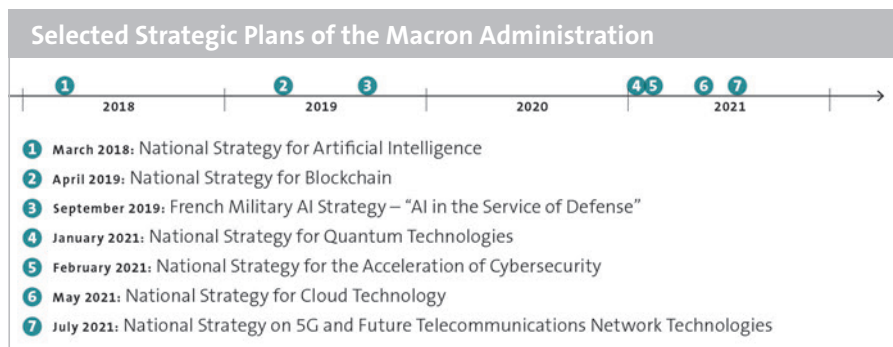 Selected Strategic Plans of the Macron Administration
1 2 3 4 5 6 7
2018 2019 2020 2021
1 March 2018: National Strategy for Artificial Intelligence
2 April 2019: National Strategy for Blockchain
3 September 2019: French Military AI Strategy – “AI in the Service of Defense”
4 January 2021: National Strategy for Quantum Technologies
5 February 2021: National Strategy for the Acceleration of Cybersecurity
6 May 2021: National Strategy for Cloud Technology
7 July 2021: National Strategy on 5G and Future Telecommunications Network Technologies